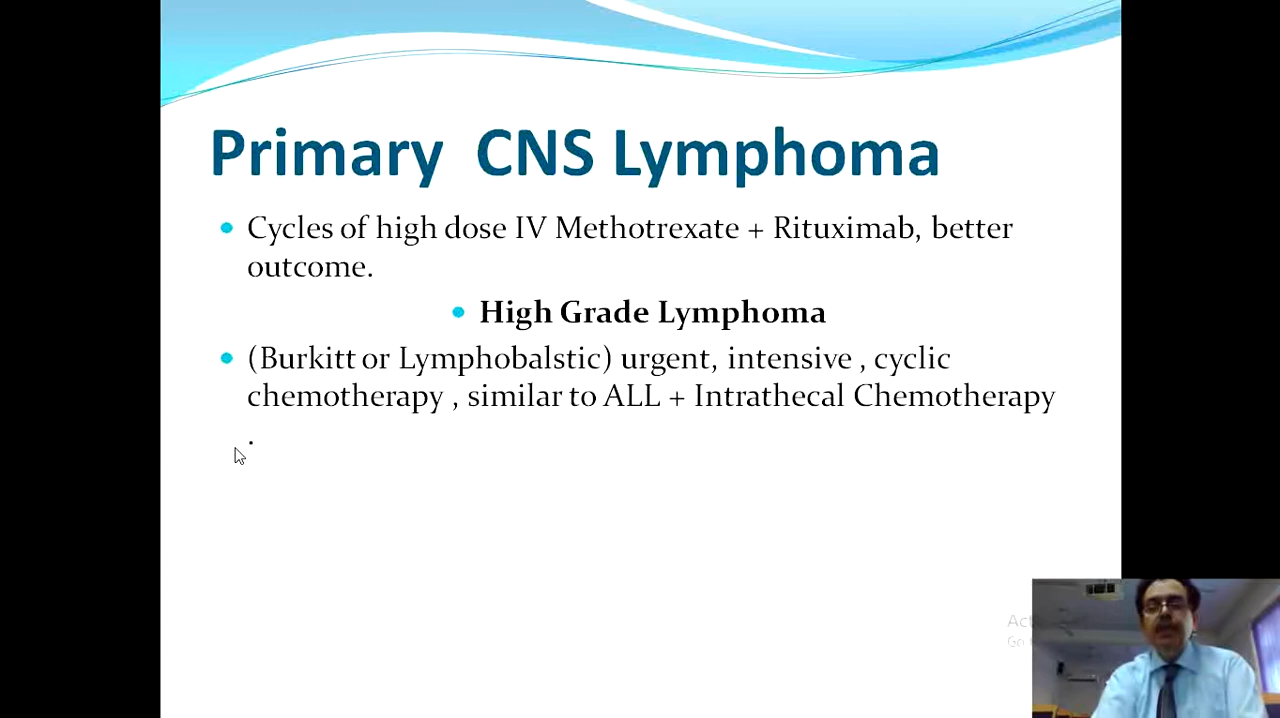 Primary CNS Lymphoma
• Cycles of high dose IV Methotrexate + Rituximab, better
outcome.
• High Grade Lymphoma
• (Burkitt or Lymphobalstic) urgent, intensive , cyclic
chemotherapy , similar to ALL + Intrathecal Chemotherapy
.